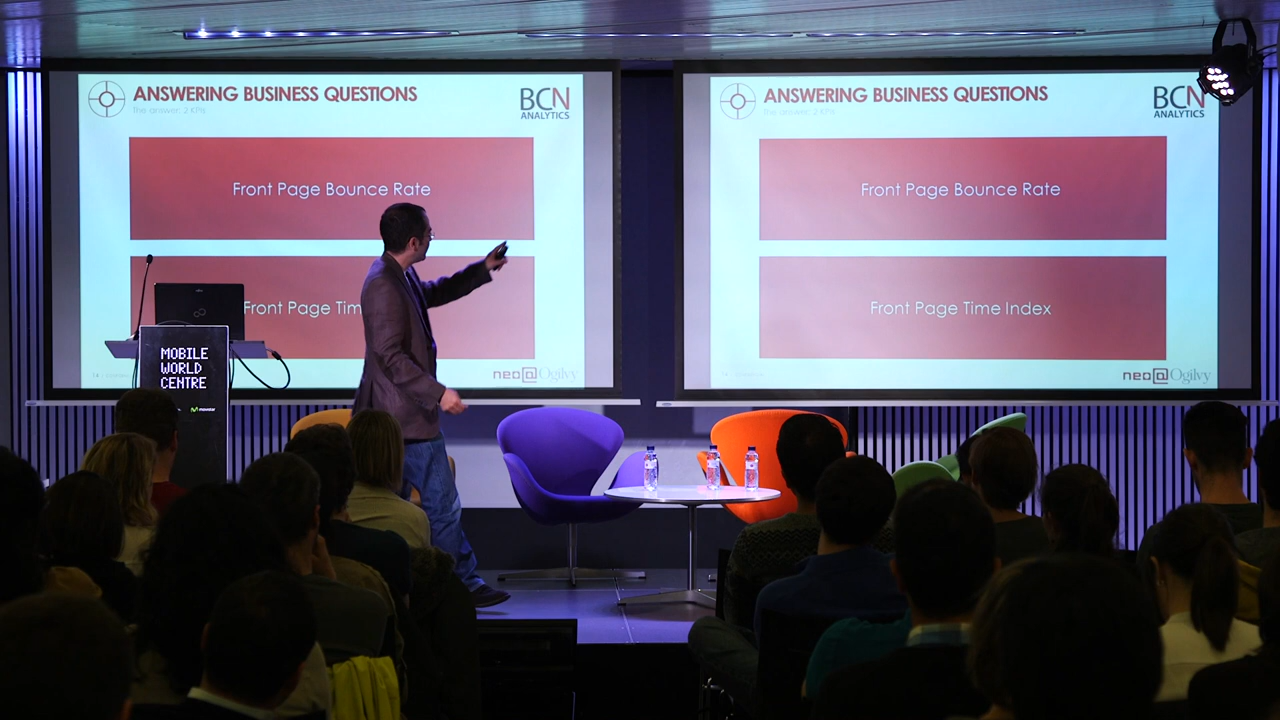 ANSWERING BUSINESS QUESTIONS
The answer: 2 KPIs
BCN
ANALYTICS
Front Page Bounce Rate
Front Page Tim
neo@Ogilvy
ANSWERING BUSINESS QUESTIONS
The answer: 2 KPIs
BCN
ANALYTICS
Front Page Bounce Rate
Front Page Time Index
neo@Ogilvy
MOBILE
WORLD
CENTRE
movistar